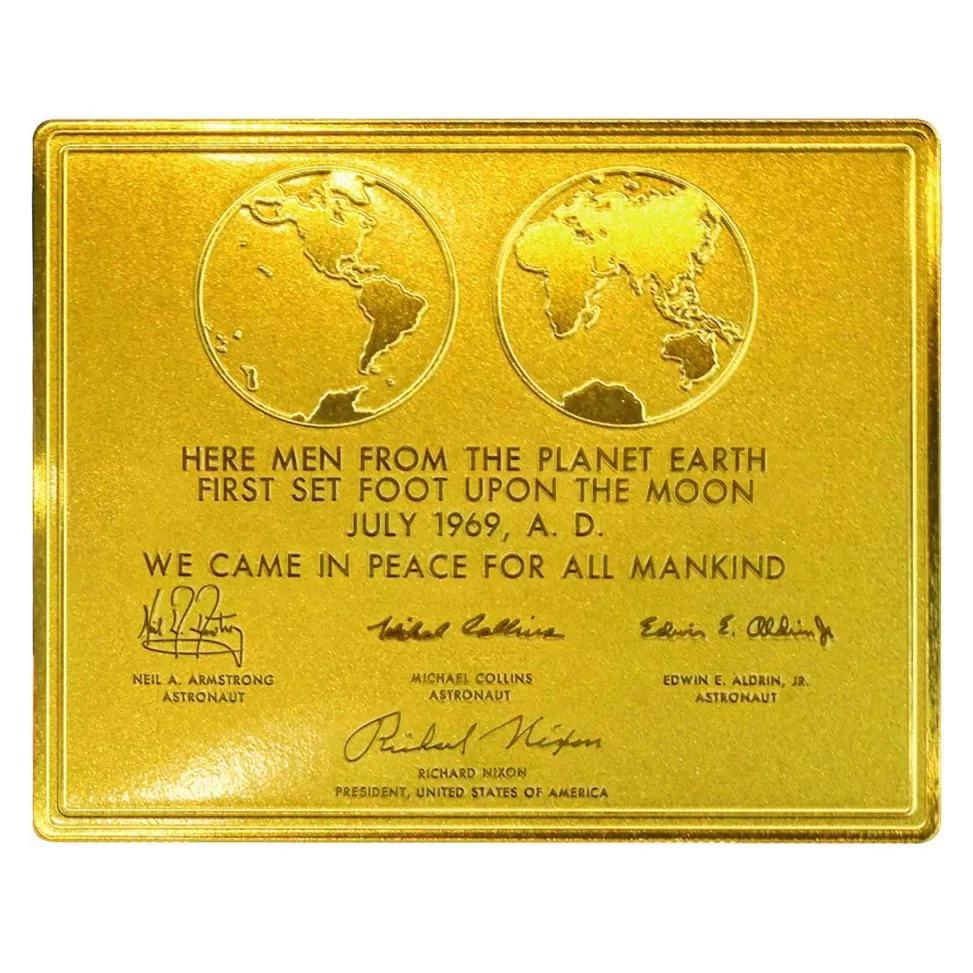 HERE MEN FROM THE PLANET EARTH
FIRST SET FOOT UPON THE MOON
JULY 1969, A. D.
WE CAME IN PEACE FOR ALL MANKIND
Neil A. Armstrong Michael Collins Edwin E. Aldrin Jr
NEIL A. ARMSTRONG MICHAEL COLLINS EDWIN E. ALDRIN, JR.
ASTRONAUT ASTRONAUT ASTRONAUT
Richard Nixon
RICHARD NIXON
PRESIDENT, UNITED STATES OF AMERICA